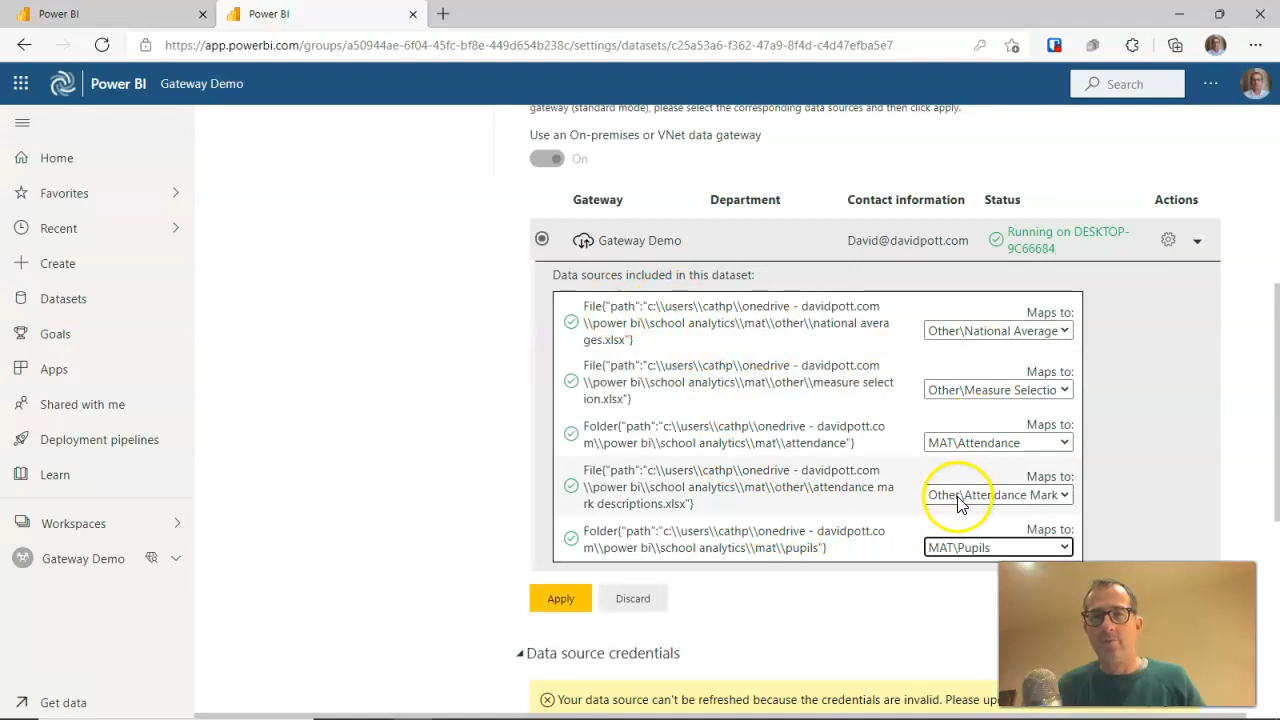 Power BI
Power BI
https://app.powerbi.com/groups/a50944ae-6f04-45fc-bf8e-449d654b238c/settings/datasets/c25a53a6-f362-47a9-8f4d-c4d47efba5e7
Power BI Gateway Demo
Search
gateway (standard mode), please select the corresponding data sources and then click apply.
Use an On-premises or VNet data gateway
On
Home
Favorites
Recent
Create
Datasets
Goals
Apps
Shared with me
Deployment pipelines
Learn
Workspaces
Gateway Demo
Get data
Gateway Department Contact information Status Actions
Gateway Demo David@davidpott.com Running on DESKTOP-
9C66684
Data sources included in this dataset:
File{"path":"c:\\users\\cathp\\onedrive - davidpott.com
\\power bi\\school analytics\\mat\\other\\national avera
ges.xlsx"}
Maps to:
Other\National Average
File{"path":"c:\\users\\cathp\\onedrive - davidpott.com
\\power bi\\school analytics\\mat\\other\\measure select
ion.xlsx"}
Maps to:
Other\Measure Selectio
Folder{"path":"c:\\users\\cathp\\onedrive - davidpott.co
m\\power bi\\school analytics\\mat\\attendance"}
Maps to:
MAT\Attendance
File{"path":"c:\\users\\cathp\\onedrive - davidpott.com
\\power bi\\school analytics\\mat\\other\\attendance ma
rk descriptions.xlsx"}
Maps to:
Other\Attendance Mark
Folder{"path":"c:\\users\\cathp\\onedrive - davidpott.co
m\\power bi\\school analytics\\mat\\pupils"}
Maps to:
MAT\Pupils
Apply Discard
Data source credentials
Your data source can't be refreshed because the credentials are invalid. Please up